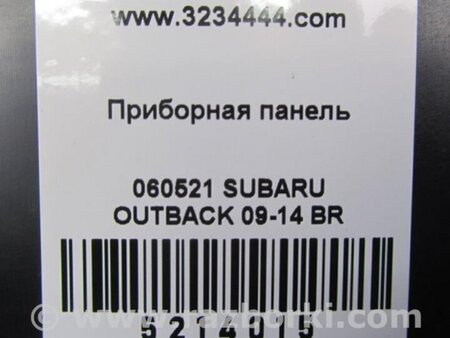 www.3234444.com
Приборная панель
060521 SUBARU
OUTBACK 09-14 BR
5214015
www.razborki.com